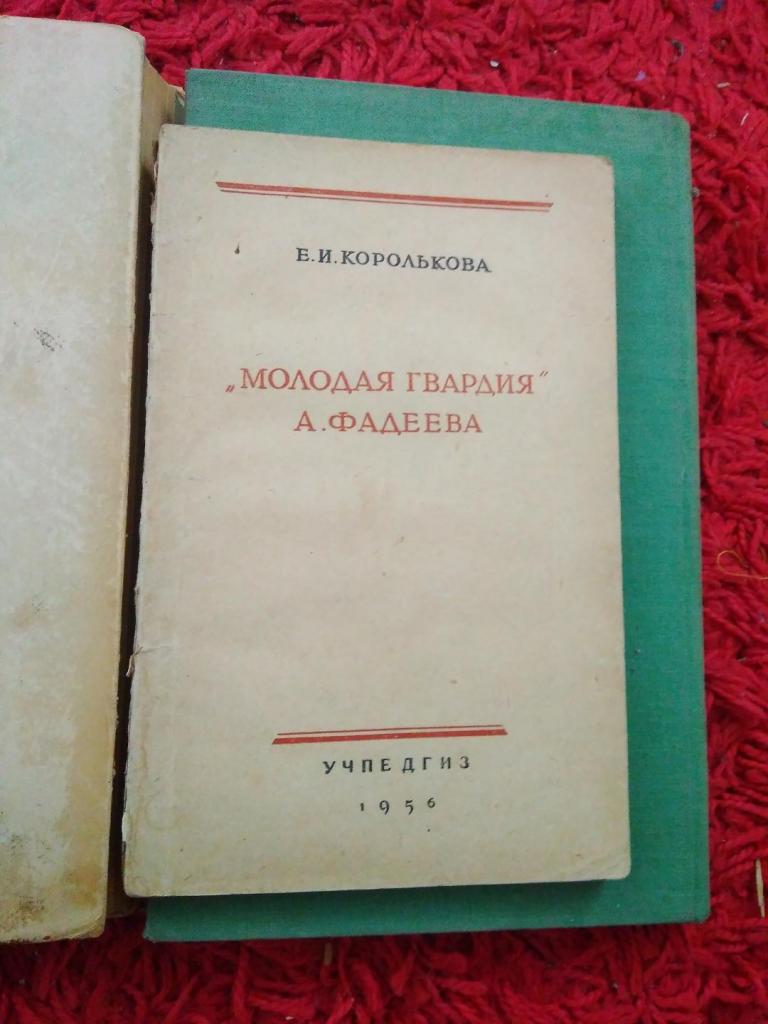 Е.И.КОРОЛЬКОВА
„МОЛОДАЯ ГВАРДИЯ“
А.ФАДЕЕВА
УЧПЕДГИЗ
1956